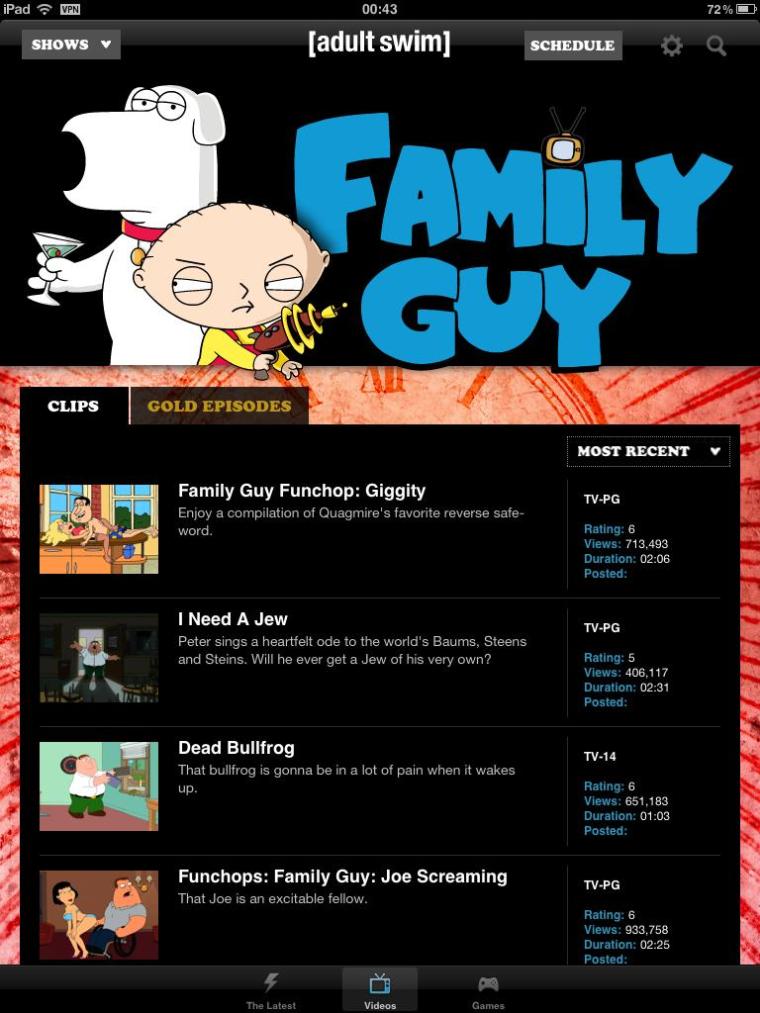 iPad VPN 00:43 72%
SHOWS [adult swim] SCHEDULE
FAMILY
GUY
CLIPS GOLD EPISODES
MOST RECENT
Family Guy Funchop: Giggity
Enjoy a compilation of Quagmire's favorite reverse safe-
word.
TV-PG
Rating: 6
Views: 713,493
Duration: 02:06
Posted:
I Need A Jew
Peter sings a heartfelt ode to the world's Baums, Steens
and Steins. Will he ever get a Jew of his very own?
TV-PG
Rating: 5
Views: 406,117
Duration: 02:31
Posted:
Dead Bullfrog
That bullfrog is gonna be in a lot of pain when it wakes
up.
TV-14
Rating: 6
Views: 651,183
Duration: 01:03
Posted:
Funchops: Family Guy: Joe Screaming
That Joe is an excitable fellow.
TV-PG
Rating: 6
Views: 933,758
Duration: 02:25
Posted:
The Latest Videos Games